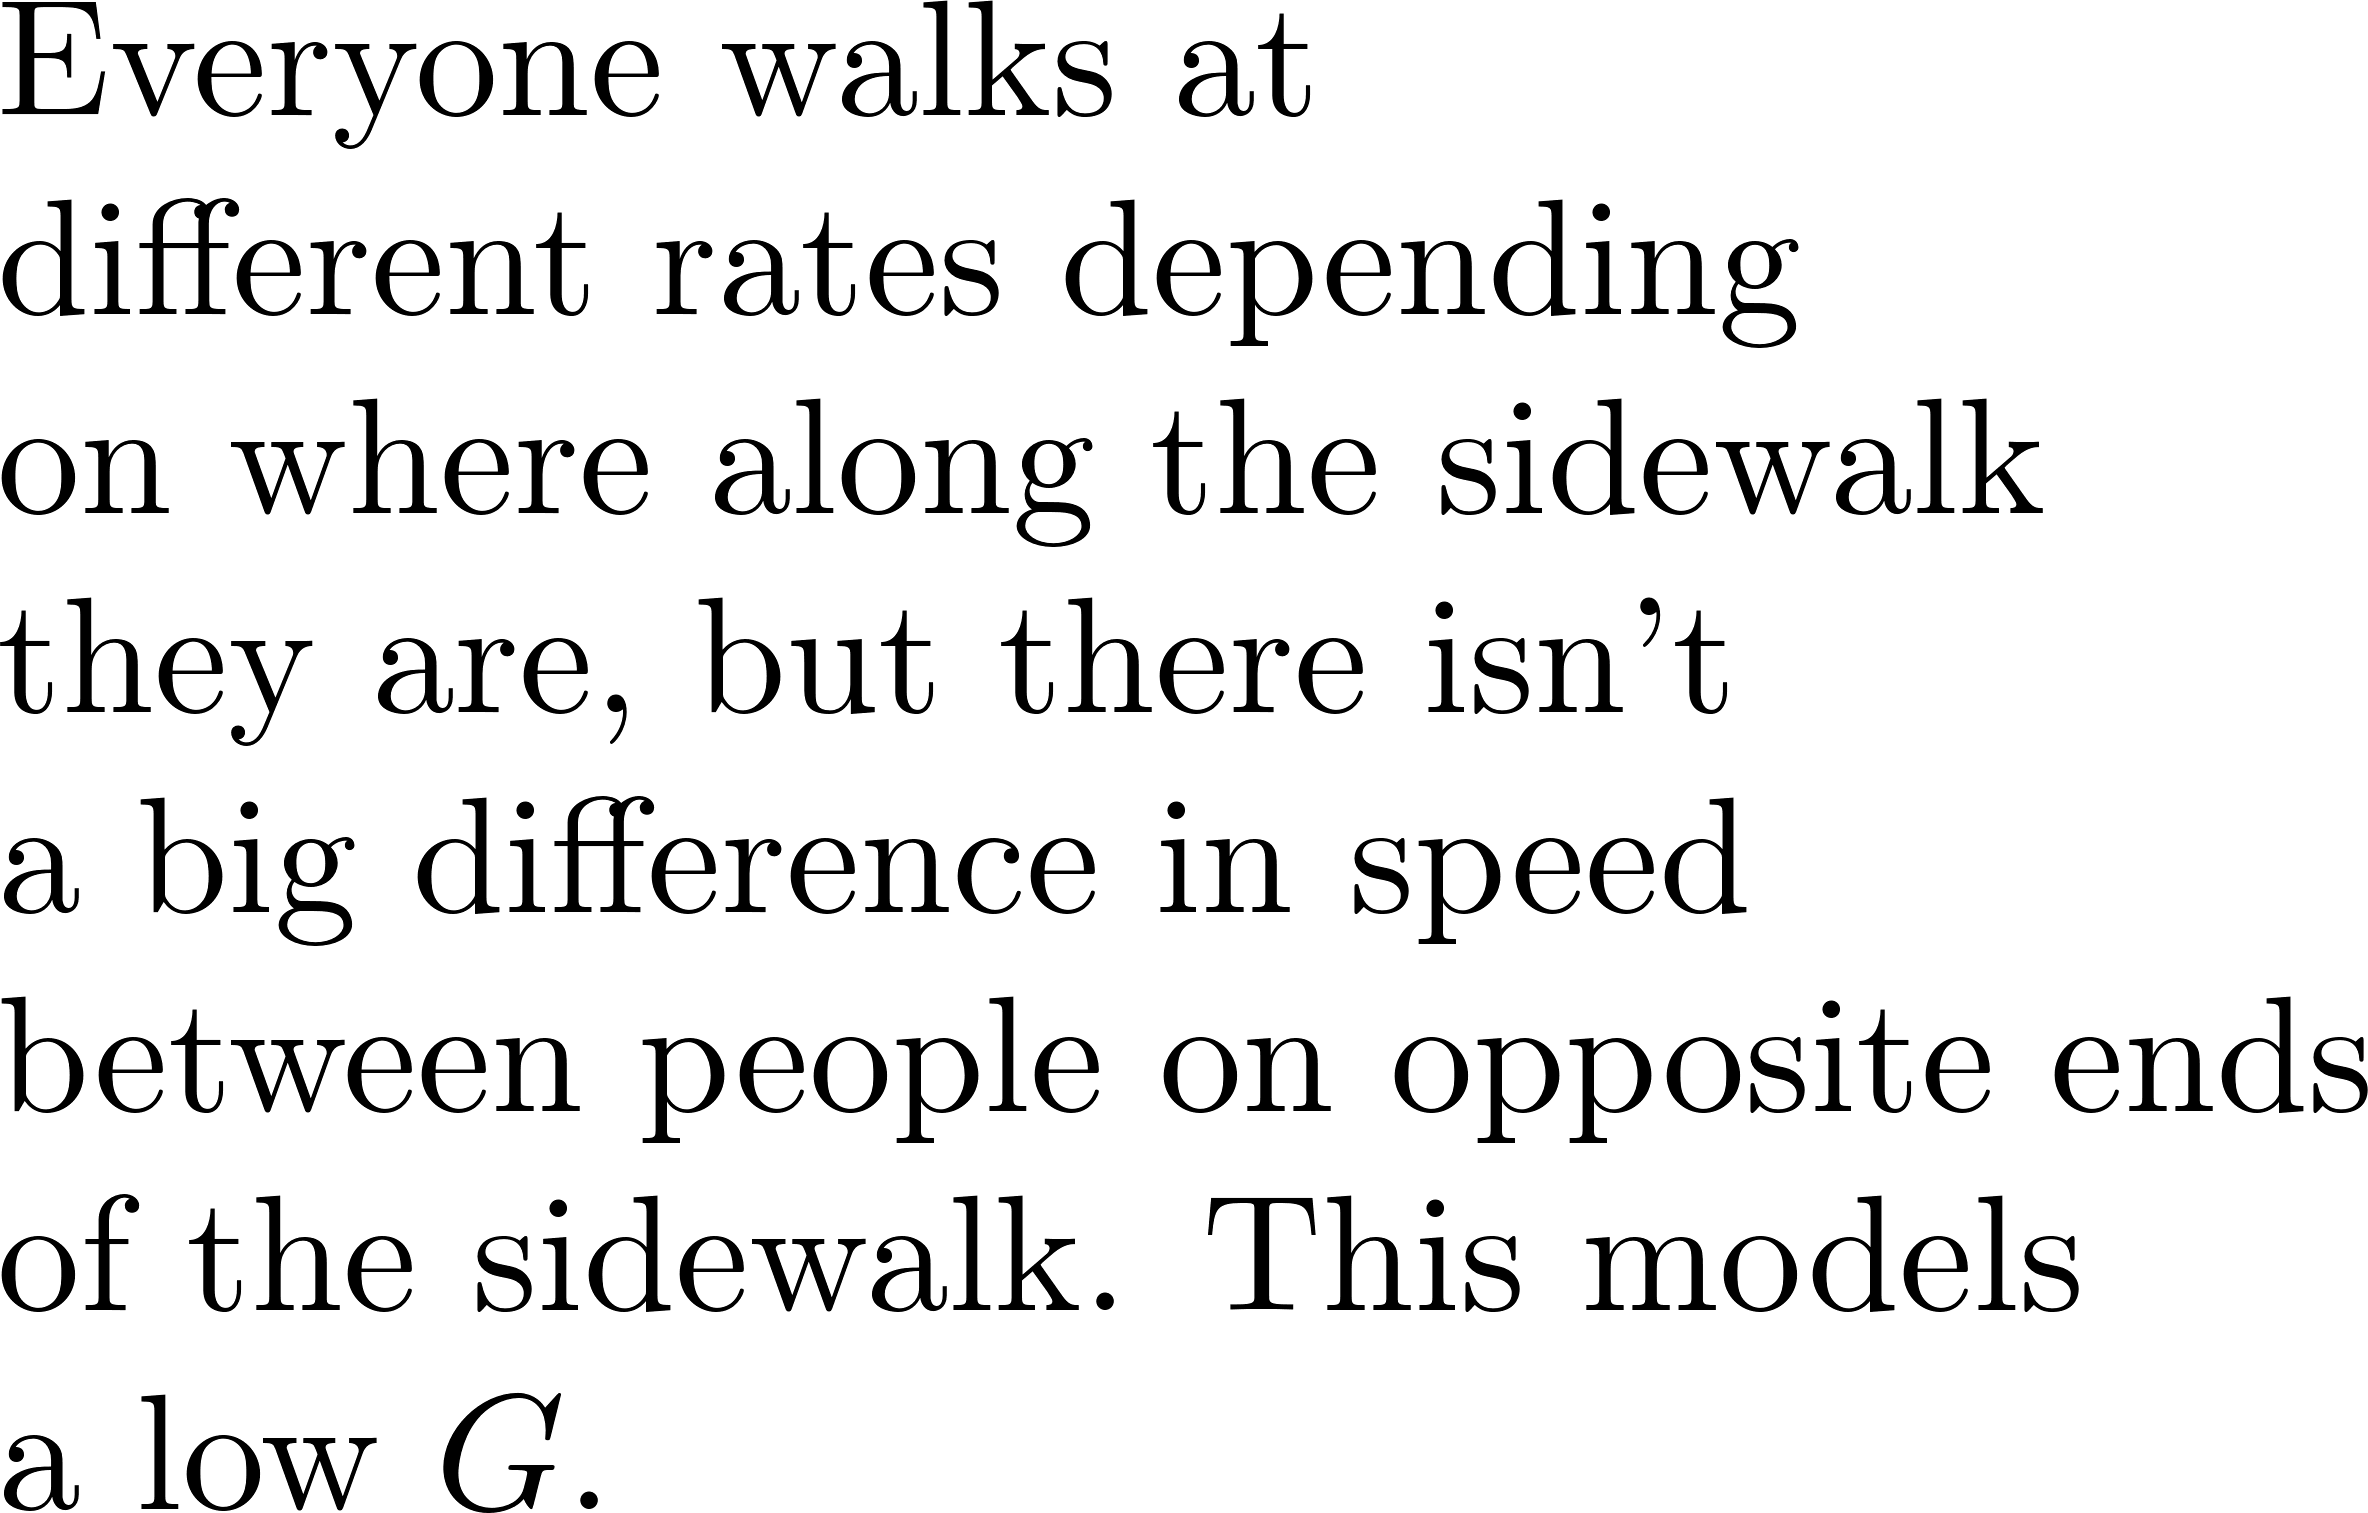 Everyone walks at
different rates depending
on where along the sidewalk
they are, but there isn’t
a big difference in speed
between people on opposite ends
of the sidewalk. This models
a low G.